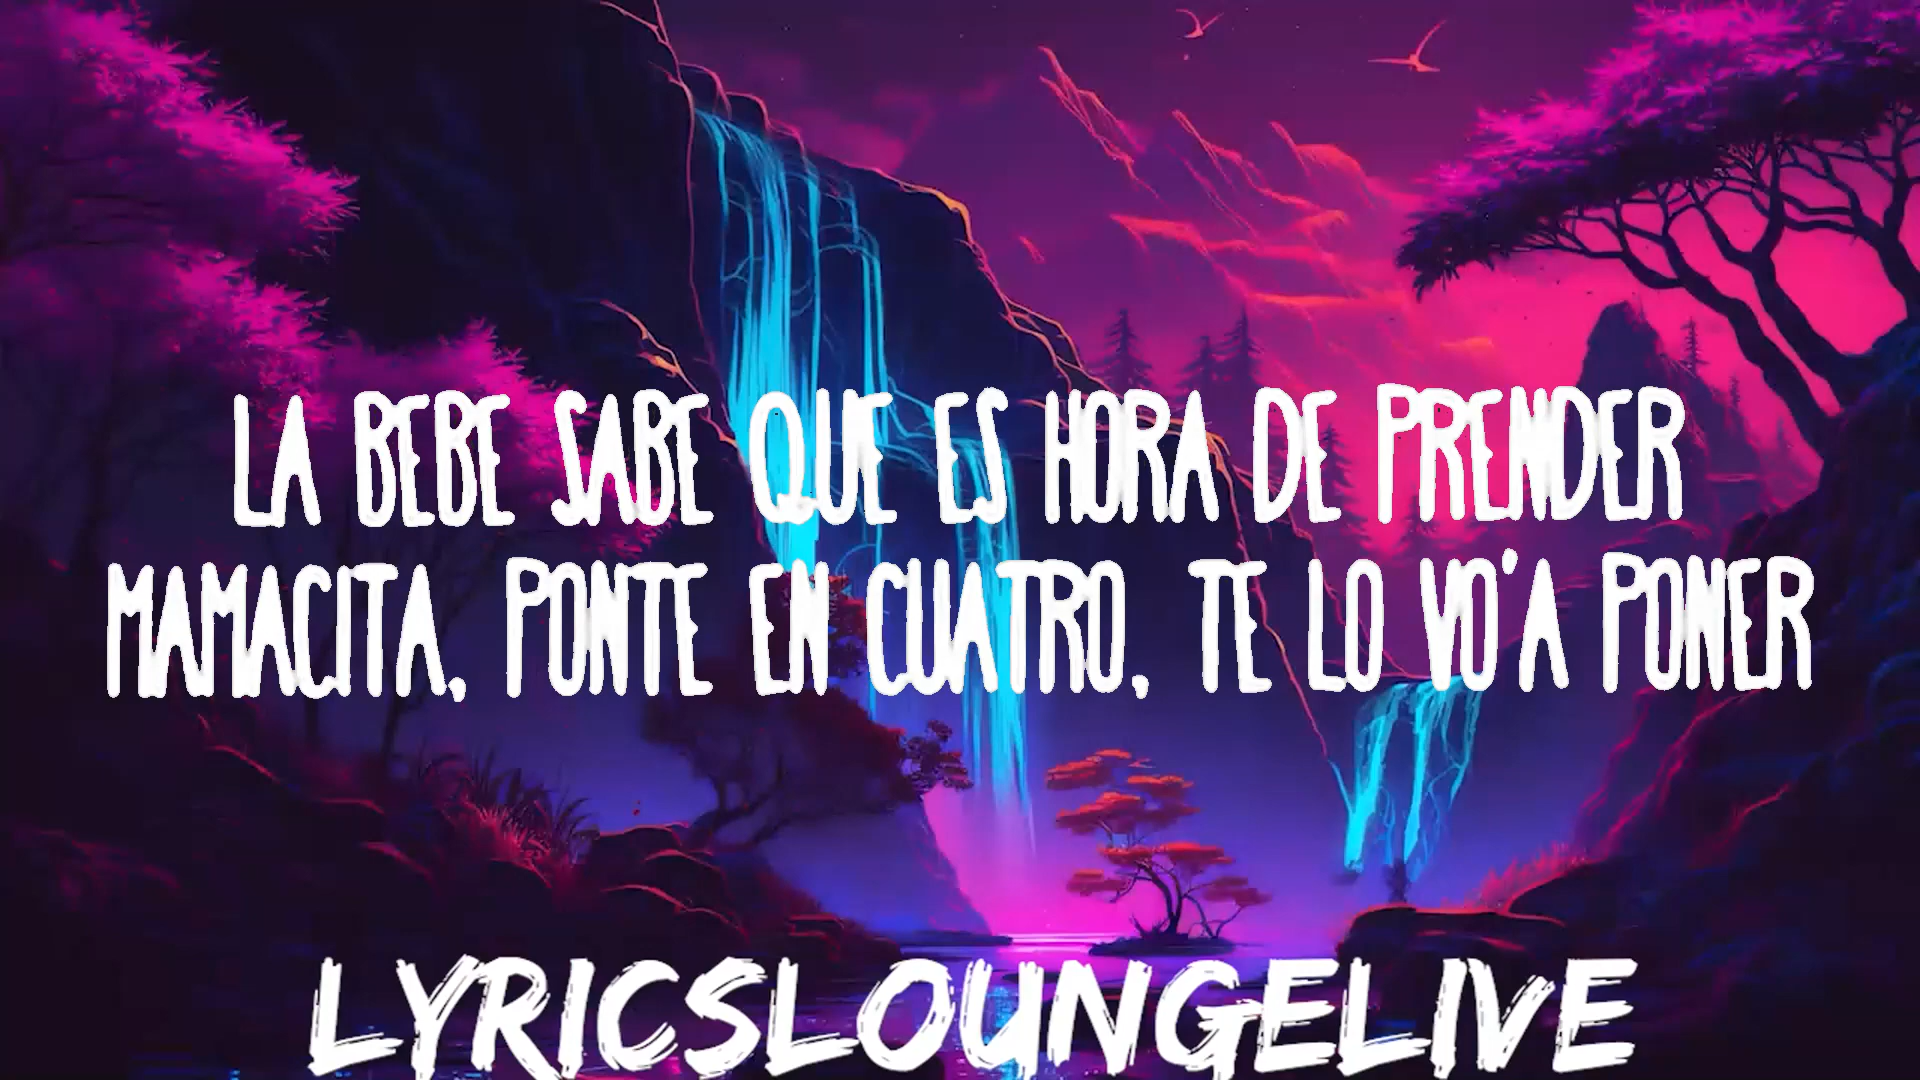 LA BEBE SABE QUE ES HORA DE PRENDER
MAMACITA, PONTE EN CUATRO, TE LO VO'A PONER
LYRICSLOUNGELIVE